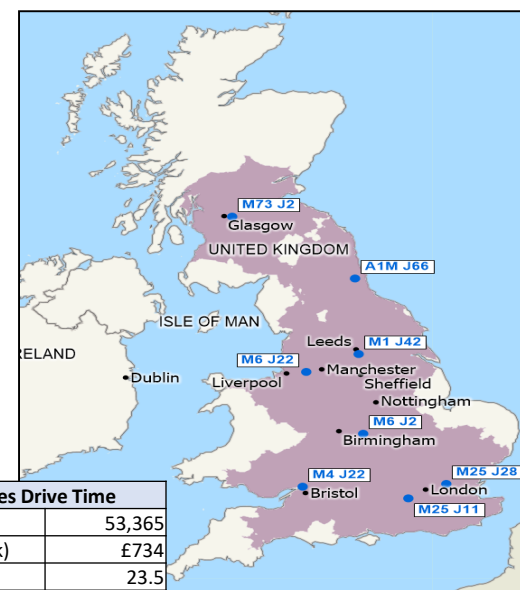 M73 J2
Glasgow
UNITED KINGDOM
A1M J66
ISLE OF MAN
Leeds
M1 J42
RELAND
M6 J22
Manchester
Dublin
Liverpool
Sheffield
Nottingham
M6 J2
Birmingham
M4 J22
M25 J28
Bristol
London
M25 J11
es Drive Time
53,365
k)
£734
23.5